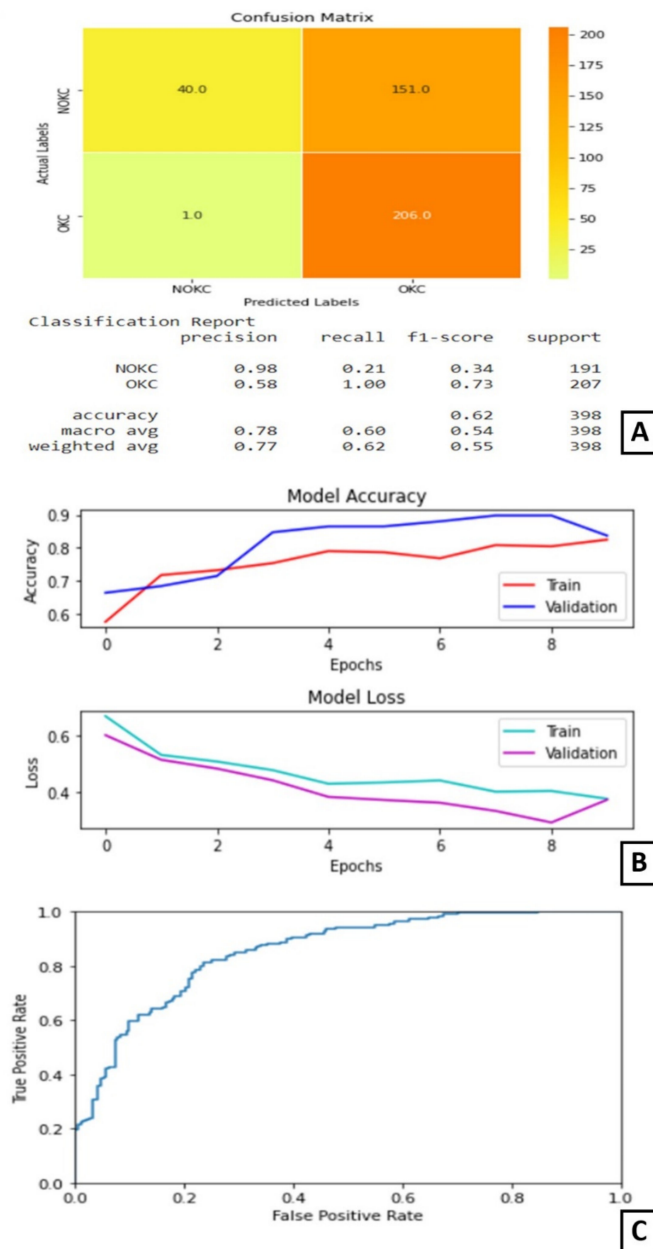 Confusion Matrix
Actual Labels
NOKC
OKC
40.0
151.0
1.0
206.0
NOKC
OKC
Predicted Labels
200
175
150
125
100
75
50
25
Classification Report
precision recall f1-score support
NOKC 0.98 0.21 0.34 191
OKC 0.58 1.00 0.73 207
accuracy 0.62 398
macro avg 0.78 0.60 0.54 398
weighted avg 0.77 0.62 0.55 398
A
Model Accuracy
Accuracy
0.9
0.8
0.7
0.6
Train
Validation
0 2 4 6 8
Epochs
Model Loss
Loss
0.6
0.4
Train
Validation
0 2 4 6 8
Epochs
B
True Positive Rate
1.0
0.8
0.6
0.4
0.2
0.0
0.0 0.2 0.4 0.6 0.8 1.0
False Positive Rate
C